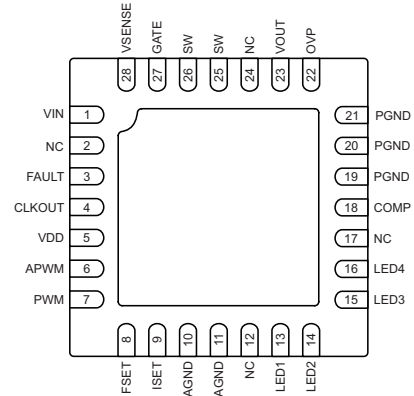 VSENSE
GATE
SW
SW
NC
VOUT
OVP
28
27
26
25
24
23
22
VIN 1
NC 2
FAULT 3
CLKOUT 4
VDD 5
APWM 6
PWM 7
21 PGND
20 PGND
19 PGND
18 COMP
17 NC
16 LED4
15 LED3
8
9
10
11
12
13
14
FSET
ISET
AGND
AGND
NC
LED1
LED2